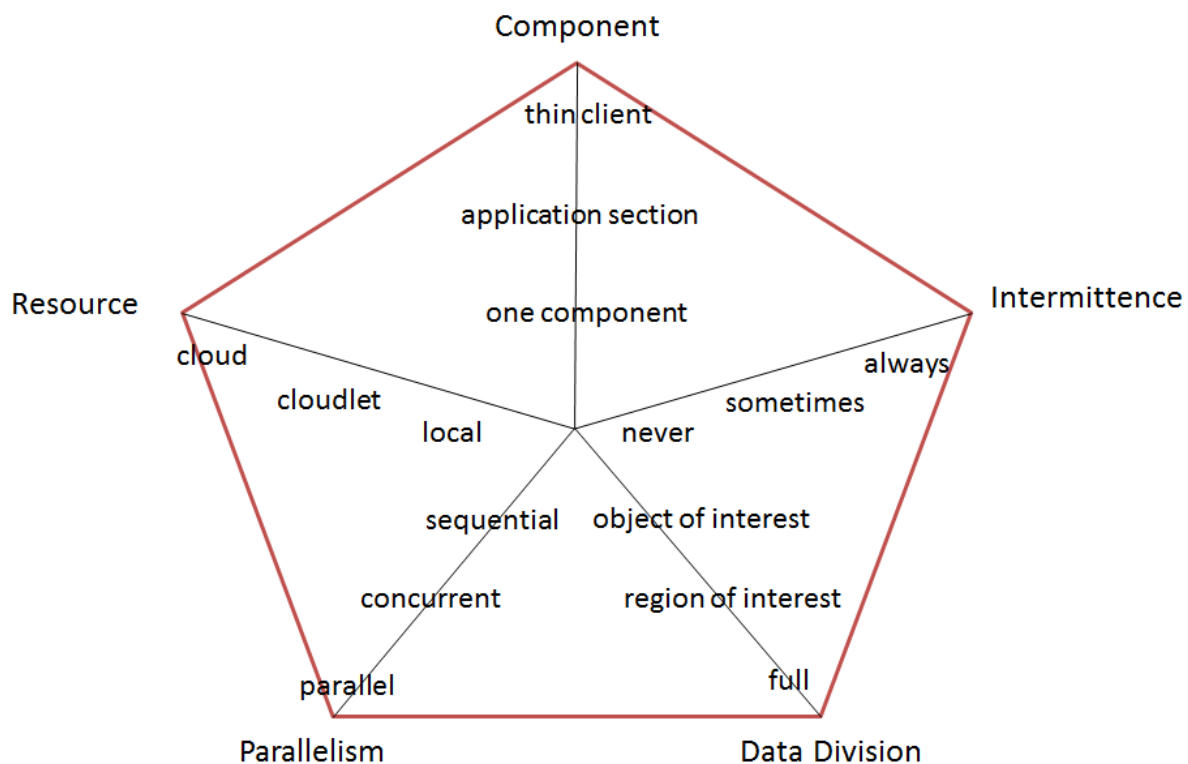 Component
thin client
application section
one component
Resource
Intermittence
cloud
always
cloudlet
sometimes
local
never
sequential
object of interest
concurrent
region of interest
parallel
full
Parallelism
Data Division